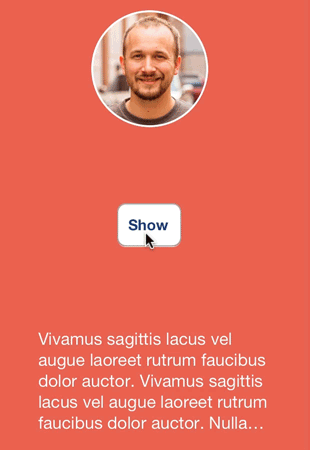 Show
Vivamus sagittis lacus vel
augue laoreet rutrum faucibus
dolor auctor. Vivamus sagittis
lacus vel augue laoreet rutrum
faucibus dolor auctor. Nulla...